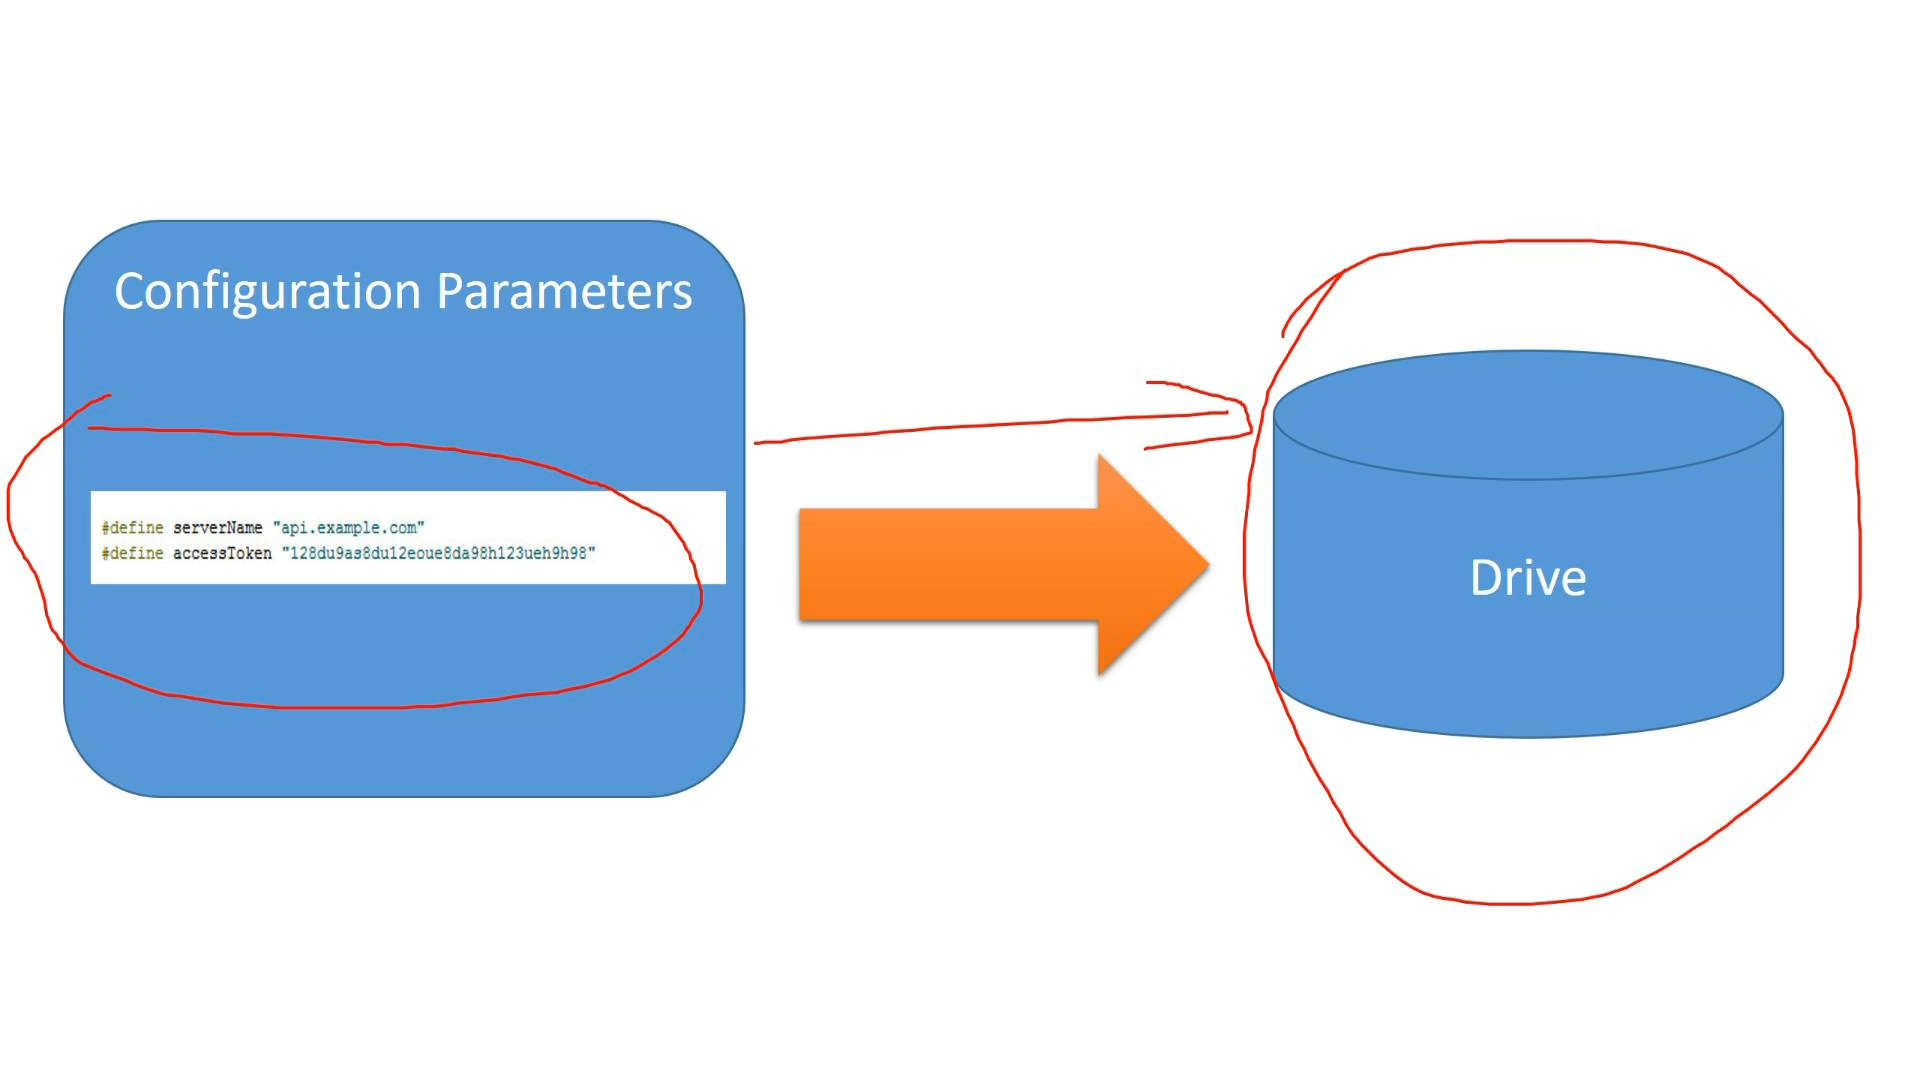 Configuration Parameters
#define serverName "api.example.com"
#define accessToken "128du9as8du12eoue8da98h123ueh9h98"
Drive